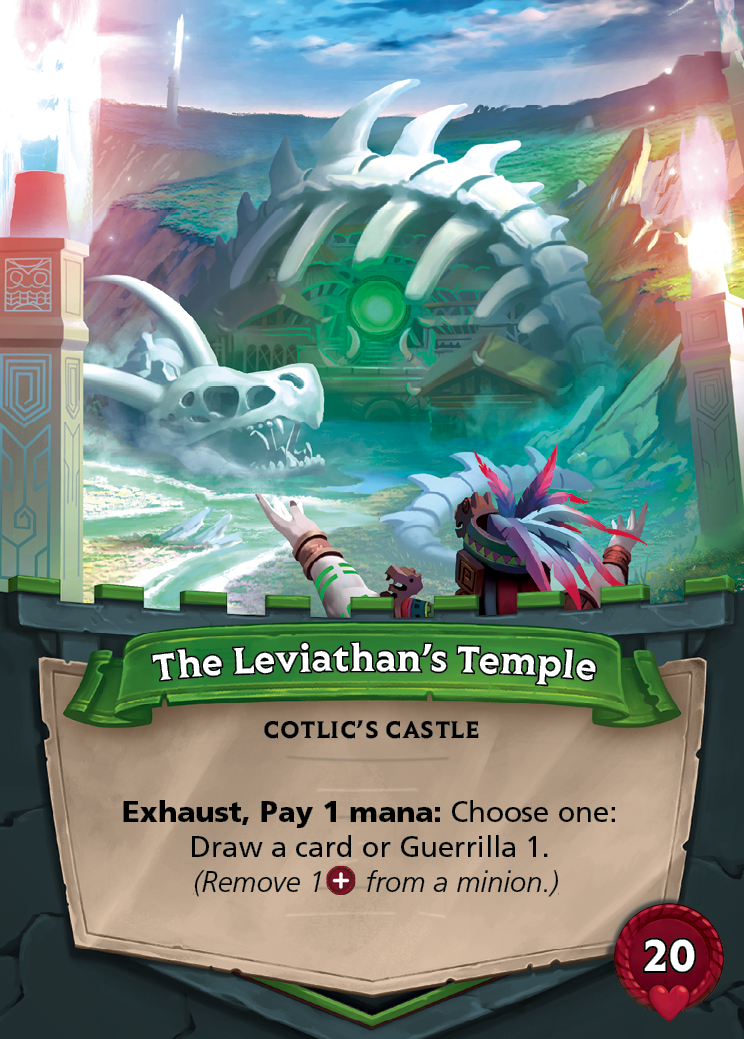 The Leviathan's Temple
COTLIC'S CASTLE
Exhaust, Pay 1 mana: Choose one:
Draw a card or Guerrilla 1.
(Remove 1+ from a minion.)
20